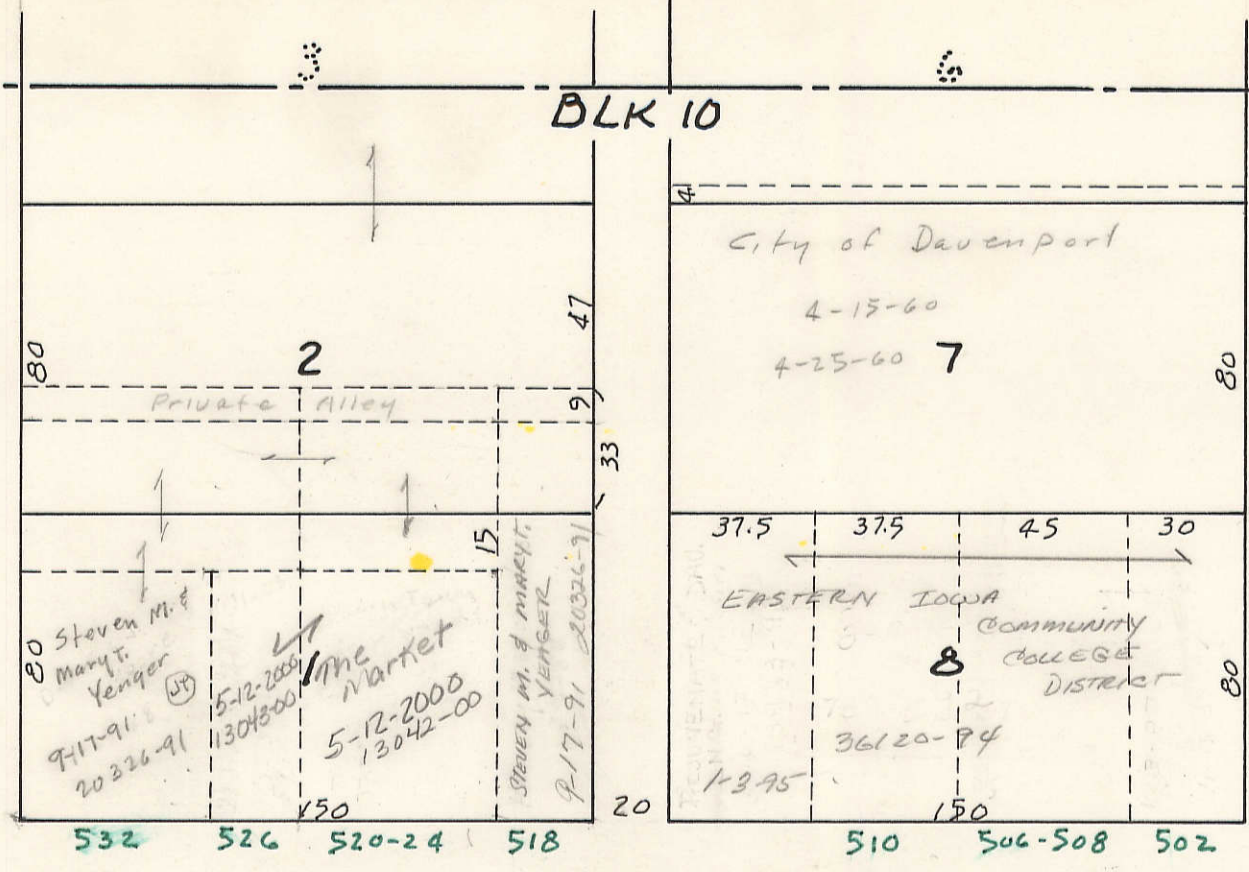 3
6
BLK 10
4
City of Davenport
4-15-60
4-25-60
7
80
80
2
47
Private Alley
9
33
15
37.5 37.5 45 30
EASTERN IOWA
COMMUNITY
COLLEGE
DISTRICT
8
36120-94
1-3-95
80
150
80
Steven M. &
Mary T.
Yenger
JT
9-17-91
20326-91
5-12-2000
13043-00
1
The
Market
5-12-2000
13042-00
STEVEN M. & MARY T.
YEAGER
9-17-91 20326-91
150
20
532 526 520-24 518
510 506-508 502